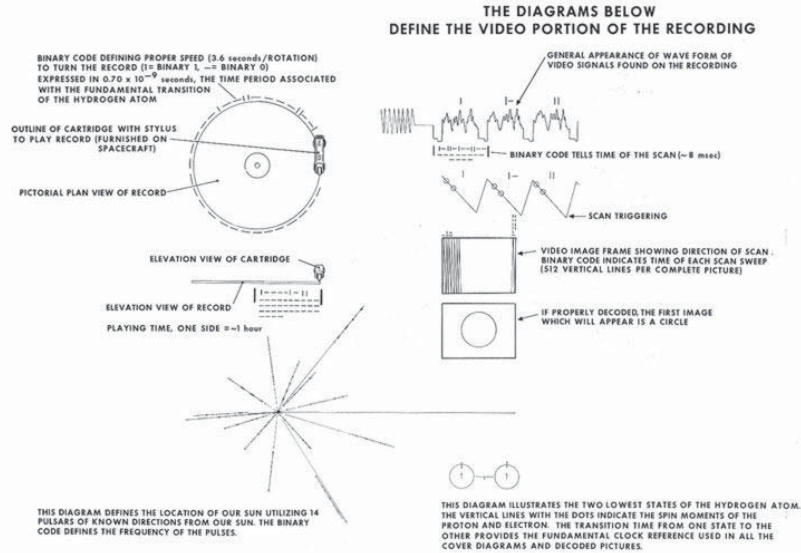 THE DIAGRAMS BELOW
DEFINE THE VIDEO PORTION OF THE RECORDING
BINARY CODE DEFINING PROPER SPEED (3.6 seconds/ROTATION)
TO TURN THE RECORD (I= BINARY 1, —= BINARY 0)
EXPRESSED IN 0.70 x 10⁻⁹ seconds, THE TIME PERIOD ASSOCIATED
WITH THE FUNDAMENTAL TRANSITION
OF THE HYDROGEN ATOM
OUTLINE OF CARTRIDGE WITH STYLUS
TO PLAY RECORD (FURNISHED ON
SPACECRAFT)
PICTORIAL PLAN VIEW OF RECORD
ELEVATION VIEW OF CARTRIDGE
ELEVATION VIEW OF RECORD
PLAYING TIME, ONE SIDE = ~1 hour
GENERAL APPEARANCE OF WAVE FORM OF
VIDEO SIGNALS FOUND ON THE RECORDING
BINARY CODE TELLS TIME OF THE SCAN (~ 8 msec)
SCAN TRIGGERING
VIDEO IMAGE FRAME SHOWING DIRECTION OF SCAN.
BINARY CODE INDICATES TIME OF EACH SCAN SWEEP
(512 VERTICAL LINES PER COMPLETE PICTURE)
IF PROPERLY DECODED, THE FIRST IMAGE
WHICH WILL APPEAR IS A CIRCLE
THIS DIAGRAM DEFINES THE LOCATION OF OUR SUN UTILIZING 14
PULSARS OF KNOWN DIRECTIONS FROM OUR SUN. THE BINARY
CODE DEFINES THE FREQUENCY OF THE PULSES.
THIS DIAGRAM ILLUSTRATES THE TWO LOWEST STATES OF THE HYDROGEN ATOM.
THE VERTICAL LINES WITH THE DOTS INDICATE THE SPIN MOMENTS OF THE
PROTON AND ELECTRON. THE TRANSITION TIME FROM ONE STATE TO THE
OTHER PROVIDES THE FUNDAMENTAL CLOCK REFERENCE USED IN ALL THE
COVER DIAGRAMS AND DECODED PICTURES.